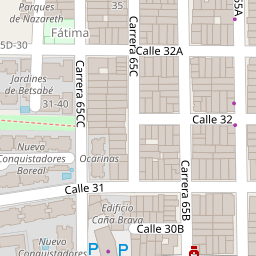 Parques
de Nazareth
35
65A
Fátima
Carrera 65C
5D-30
Calle 32A
Jardines
de Betsabé
Carrera 65CC
31-40
Calle 32
Nuevo
Conquistadores
Boreal
Ocarinas
Carrera 65B
Calle 31
Edificio
Caña Brava
Calle 30B
Nuevo
Conquistadores
P
P